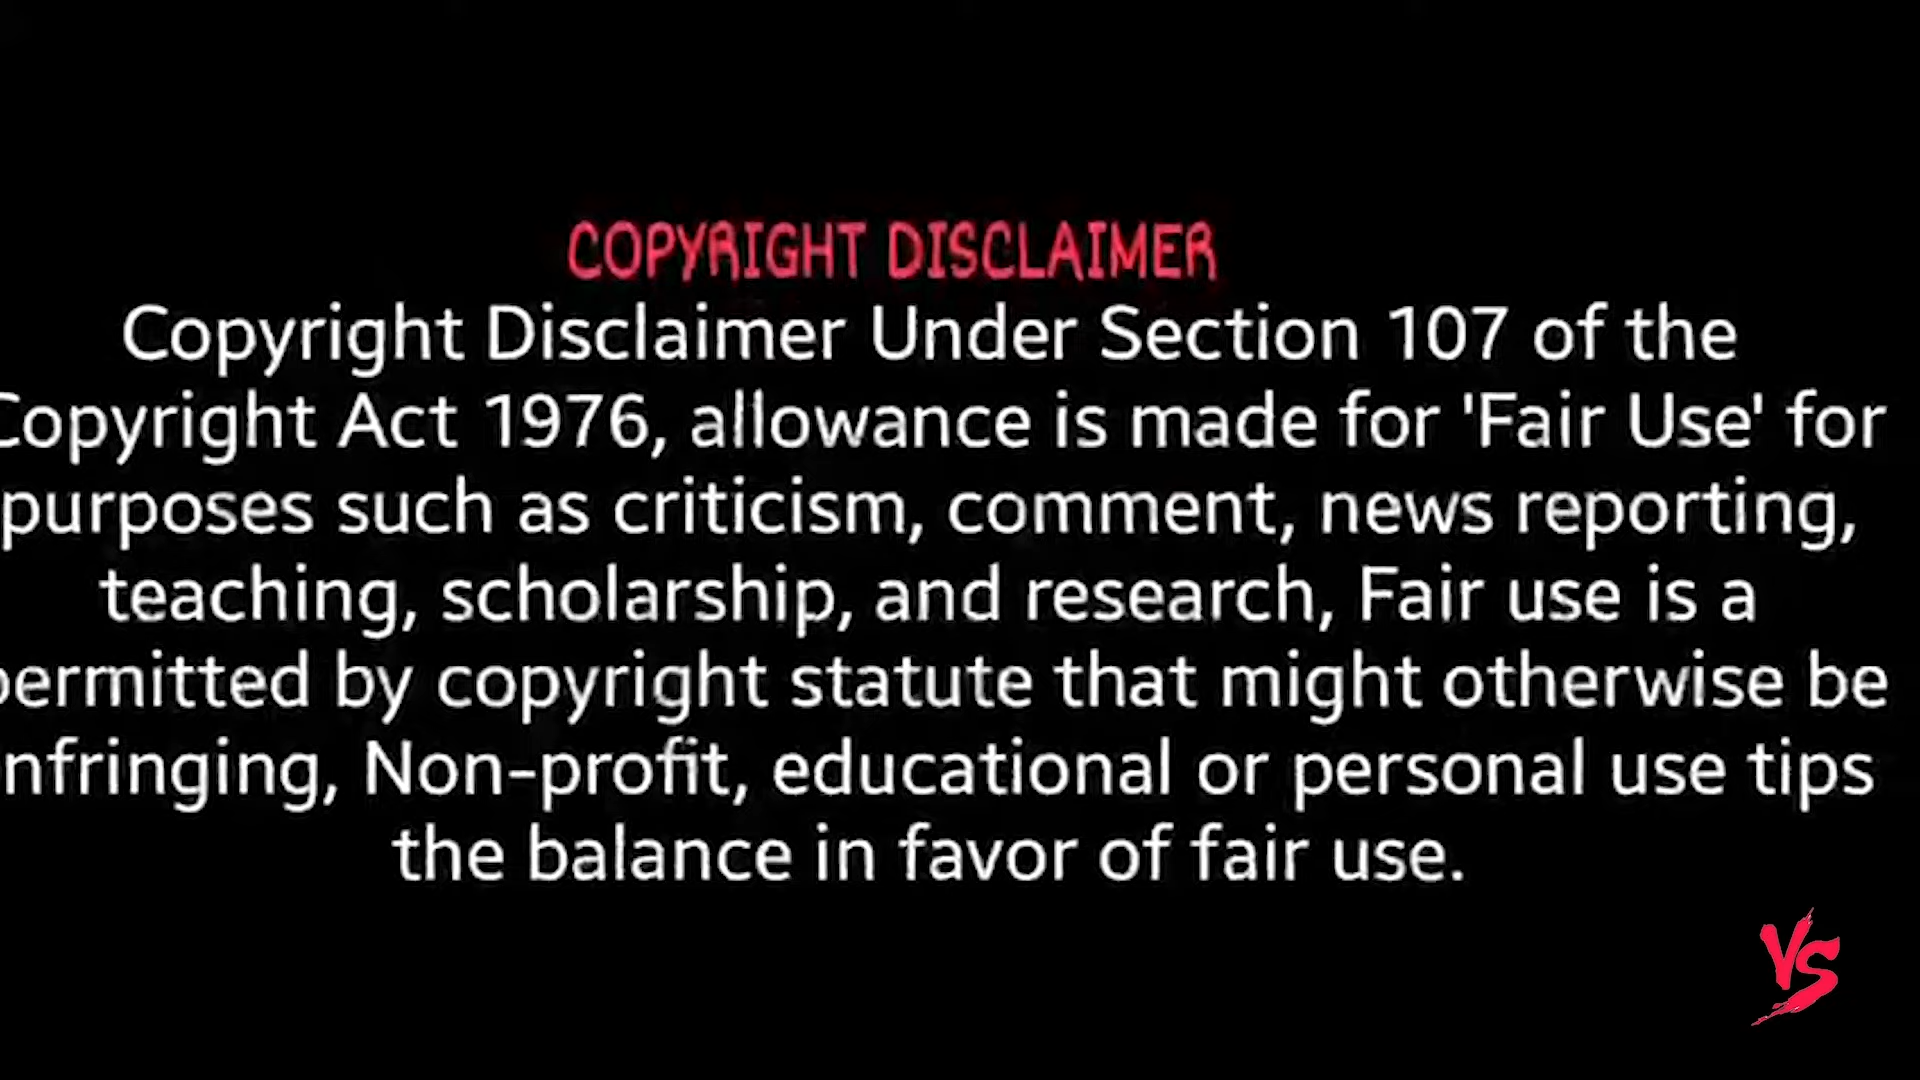 COPYRIGHT DISCLAIMER
Copyright Disclaimer Under Section 107 of the
Copyright Act 1976, allowance is made for 'Fair Use' for
purposes such as criticism, comment, news reporting,
teaching, scholarship, and research, Fair use is a
permitted by copyright statute that might otherwise be
nfringing, Non-profit, educational or personal use tips
the balance in favor of fair use.
VS